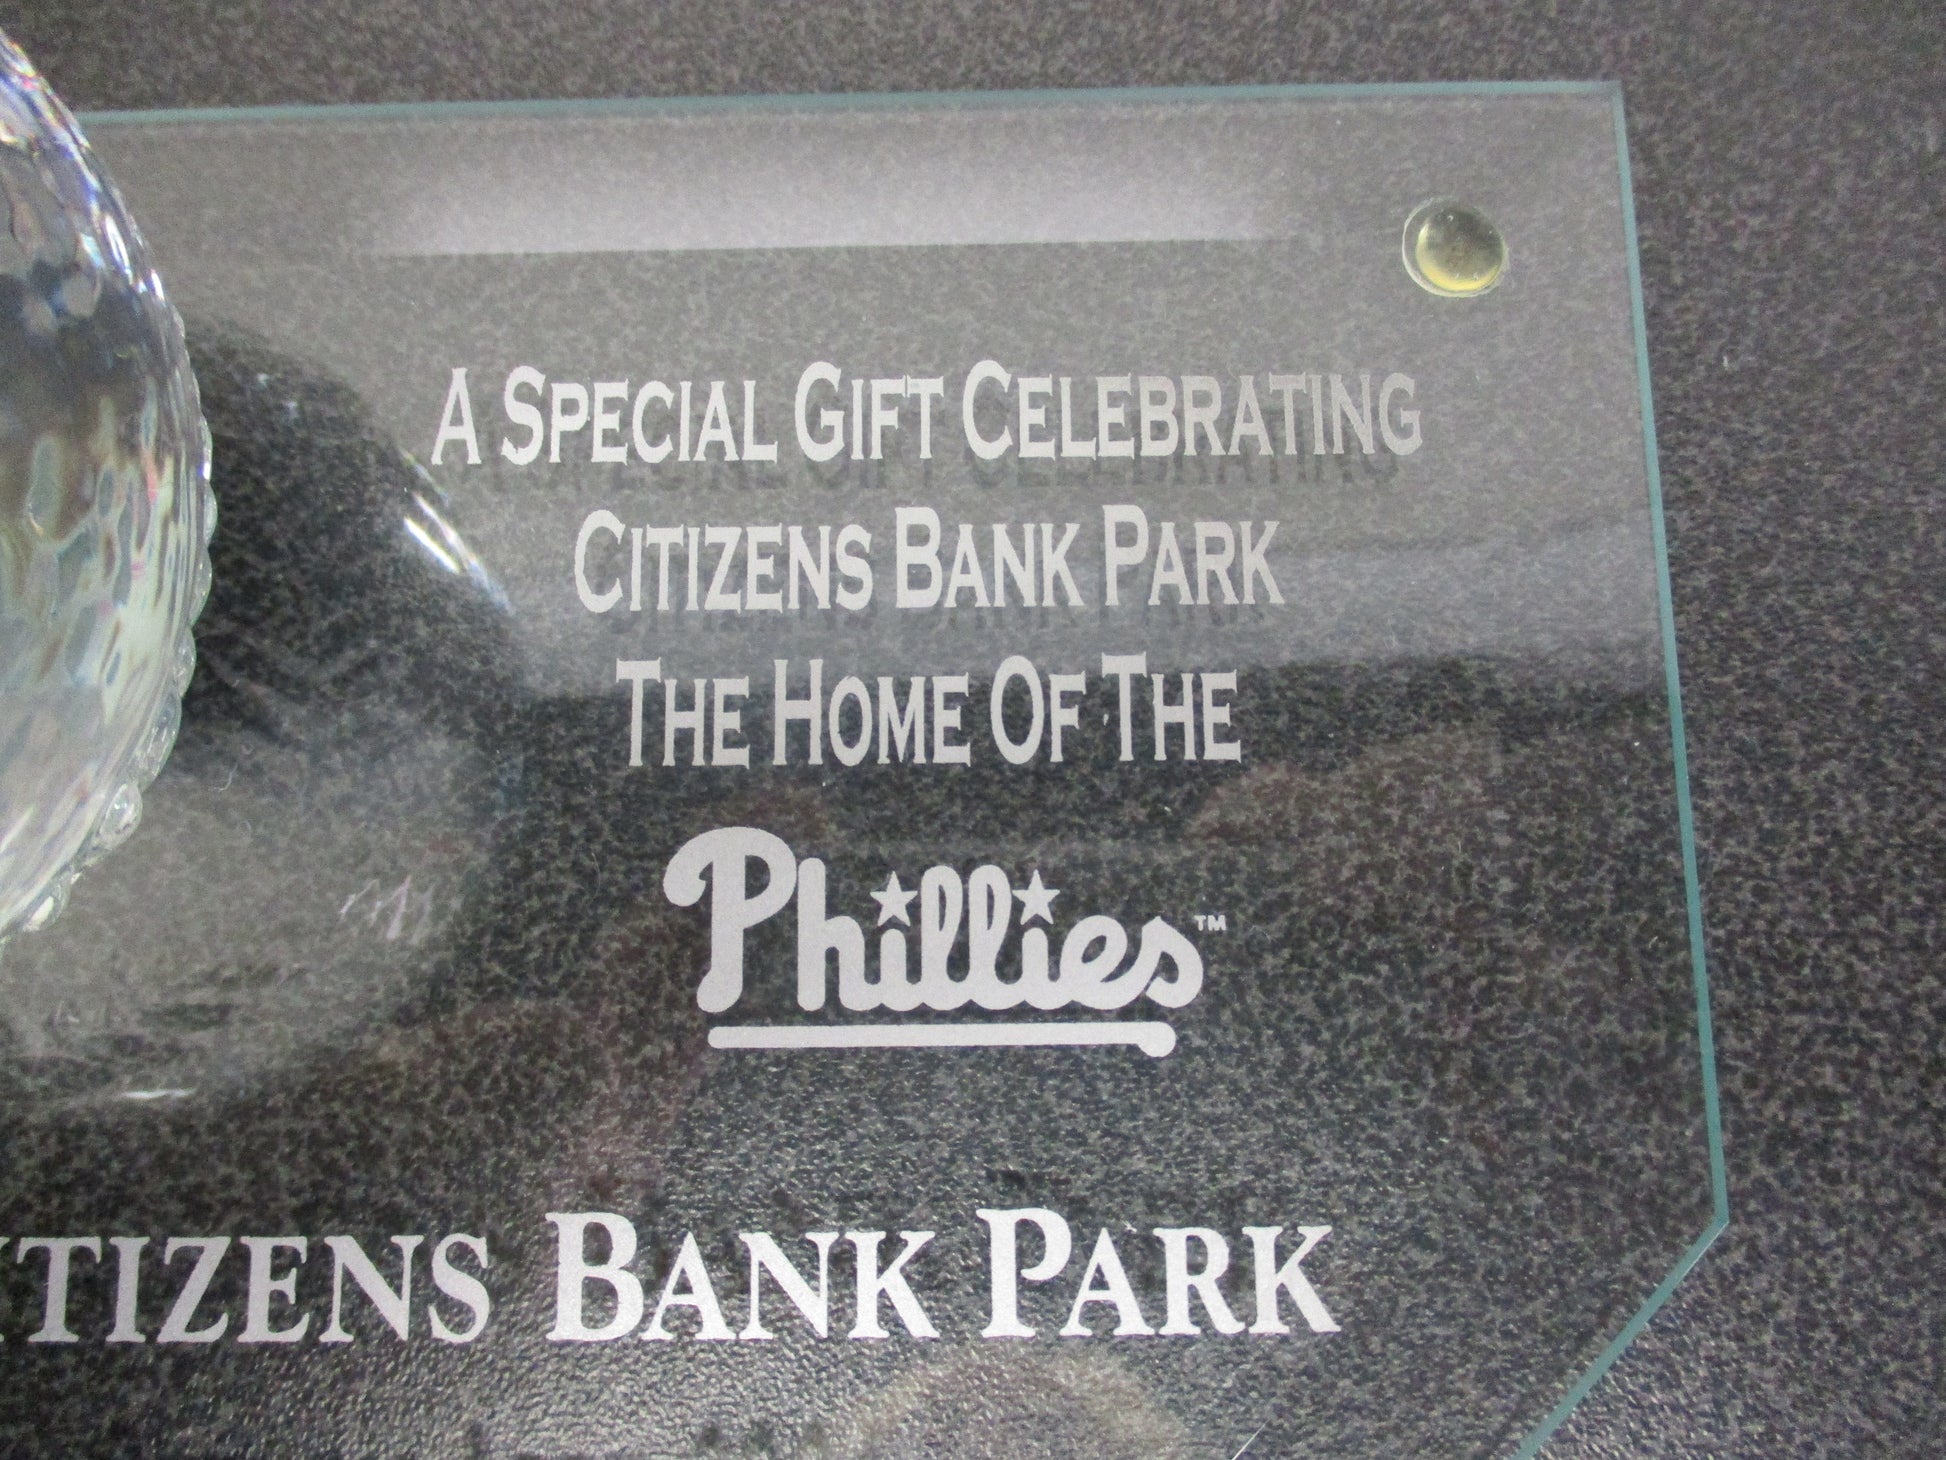 A SPECIAL GIFT CELEBRATING
CITIZENS BANK PARK
THE HOME OF THE
Phillies™
ITIZENS BANK PARK